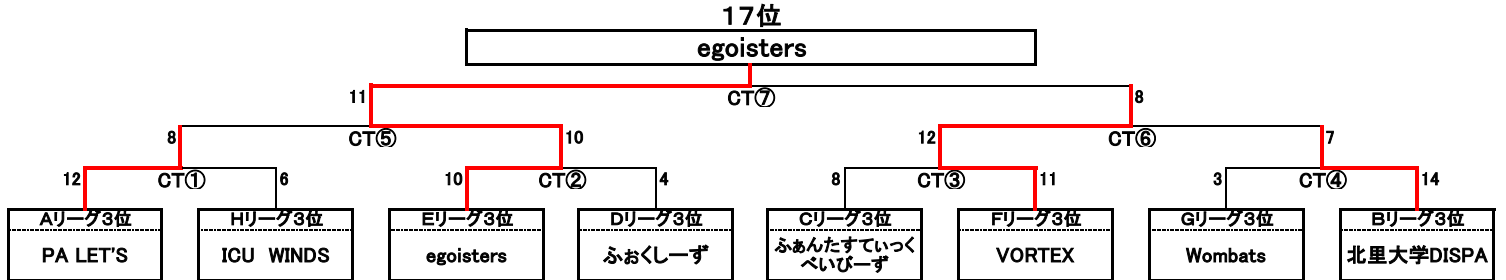 17位
egoisters
11 CT⑦ 8
8 CT⑤ 10 12 CT⑥ 7
12 CT① 6 10 CT② 4 8 CT③ 11 3 CT④ 14
Aリーグ3位 Hリーグ3位 Eリーグ3位 Dリーグ3位 Cリーグ3位 Fリーグ3位 Gリーグ3位 Bリーグ3位
PA LET'S ICU　WINDS egoisters ふぉくしーず ふぁんたすてぃっく VORTEX Wombats 北里大学DISPA
べいびーず